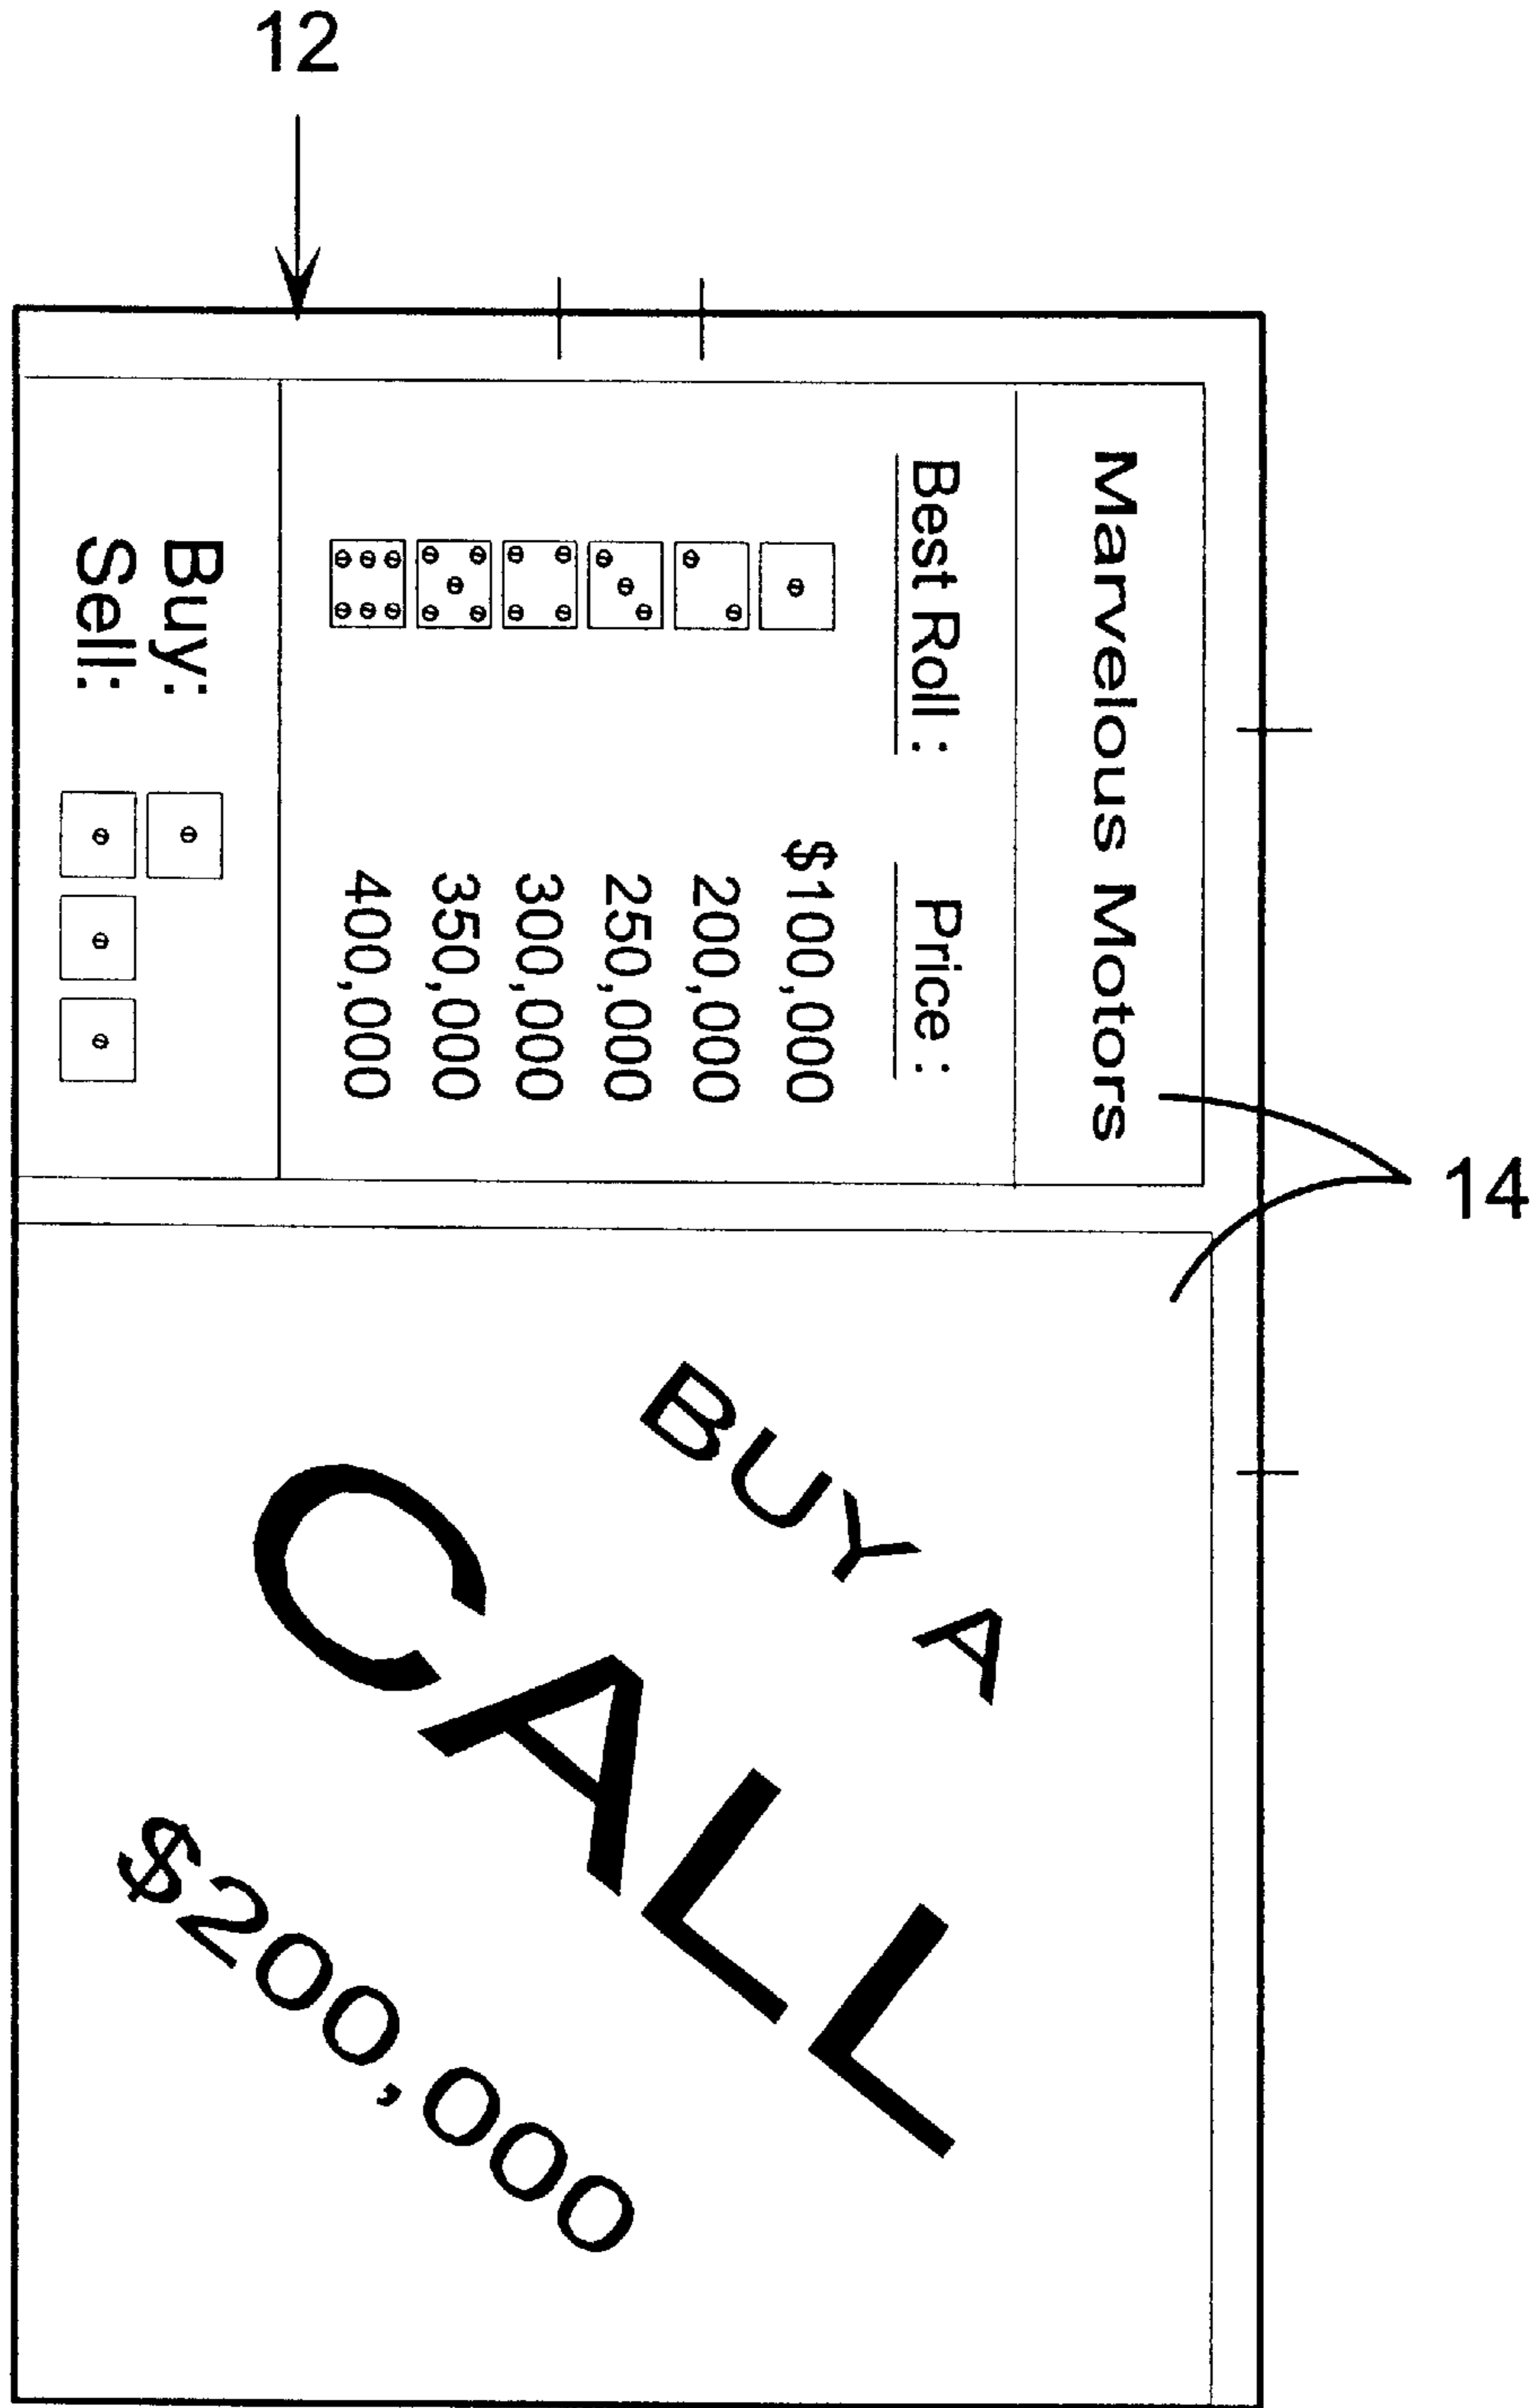 12
Marvelous Motors
Best Roll : Price :
$100,000
200,000
250,000
300,000
350,000
400,000
Buy:
Sell:
14
BUY A
CALL
$200,000